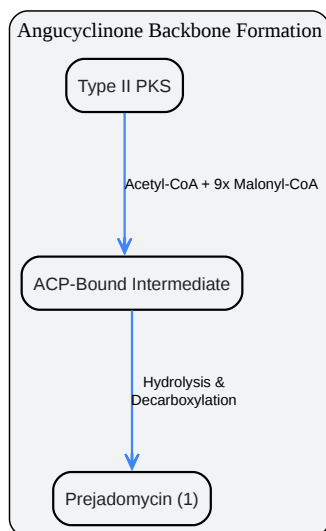 Angucyclinone Backbone Formation
Type II PKS
Acetyl-CoA + 9x Malonyl-CoA
ACP-Bound Intermediate
Hydrolysis &
Decarboxylation
Prejadomycin (1)